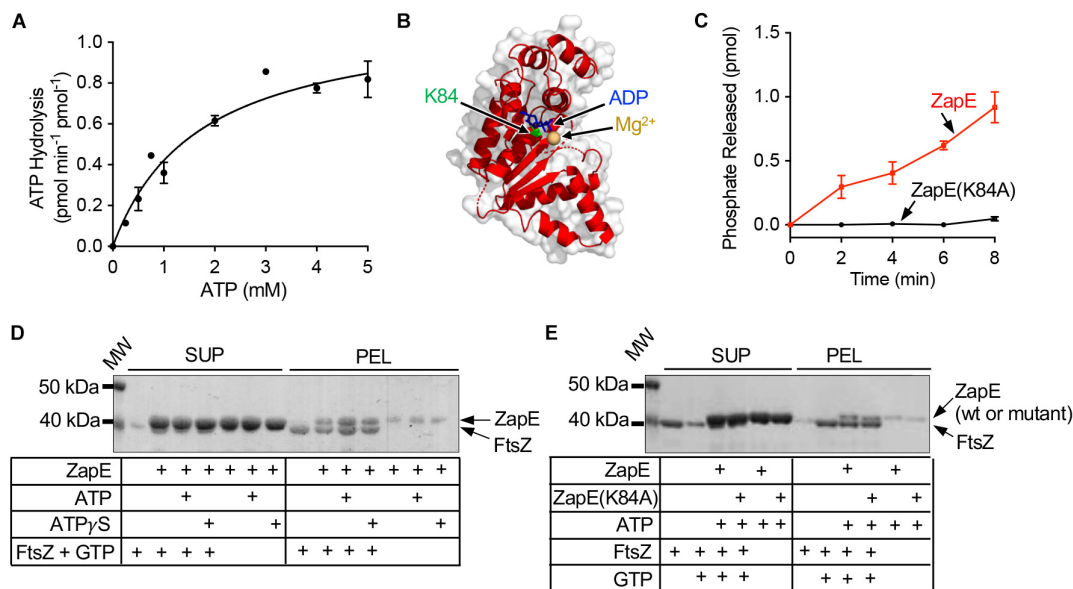 A
ATP Hydrolysis
(pmol min⁻¹ pmol⁻¹)
1.0
0.8
0.6
0.4
0.2
0.0
0 1 2 3 4 5
ATP (mM)
B
K84
ADP
Mg²⁺
C
Phosphate Released (pmol)
1.5
1.0
0.5
0.0
ZapE
ZapE(K84A)
0 2 4 6 8
Time (min)
D
MW
SUP PEL
50 kDa
40 kDa
ZapE
FtsZ
ZapE + + + + + + + + + + + +
ATP + + + +
ATPγS + + + +
FtsZ + GTP + + + + + + + +
E
MW
SUP PEL
50 kDa
40 kDa
ZapE
(wt or mutant)
FtsZ
ZapE + + + +
ZapE(K84A) + + + +
ATP + + + + + + + +
FtsZ + + + + + + + +
GTP + + + + + +